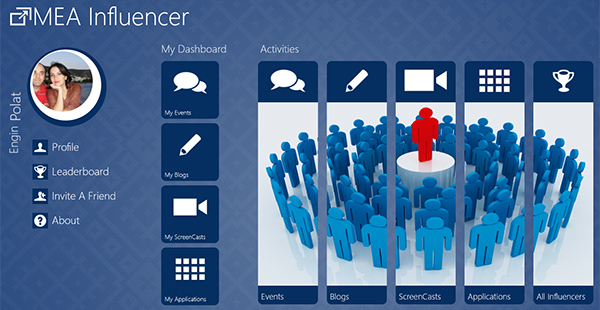 MEA Influencer
Engin Polat
Profile
Leaderboard
Invite A Friend
About
My Dashboard
My Events
My Blogs
My ScreenCasts
My Applications
Activities
Events
Blogs
ScreenCasts
Applications
All Influencers